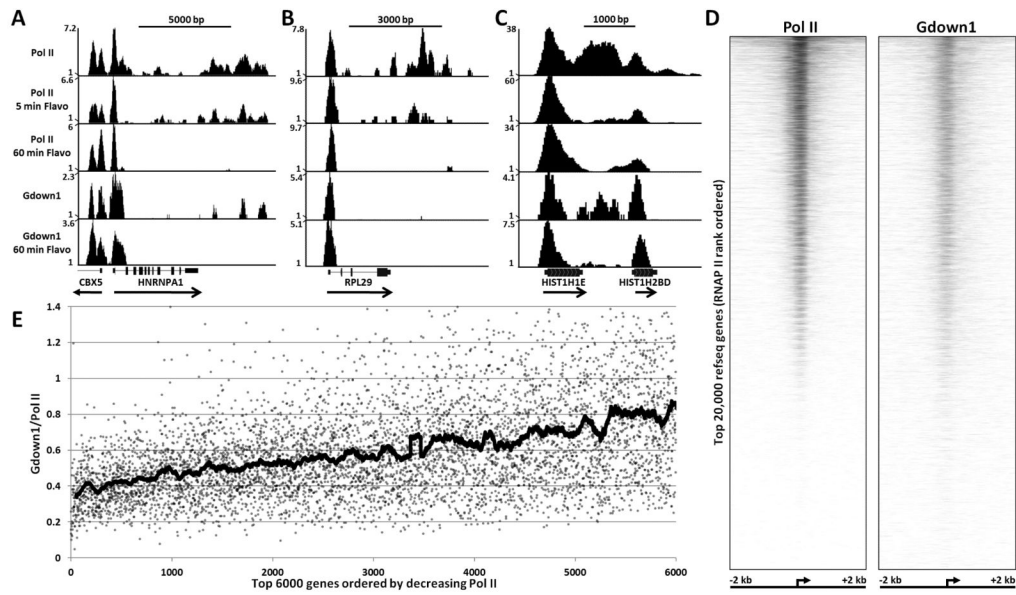 A
5000 bp
B
3000 bp
C
1000 bp
D
Pol II
Gdown1
Pol II
7.2
1
7.8
1
38
1
Pol II
5 min Flavo
6.6
1
9.6
1
60
1
Pol II
60 min Flavo
6
1
9.7
1
34
1
Gdown1
2.3
1
5.4
1
4.1
1
Gdown1
60 min Flavo
3.6
1
5.1
1
7.5
1
CBX5
HNRNPA1
RPL29
HIST1H1E
HIST1H2BD
Top 20,000 refseq genes (RNAP II rank ordered)
-2 kb
+2 kb
-2 kb
+2 kb
E
Gdown1/Pol II
1.4
1.2
1
0.8
0.6
0.4
0.2
0
0
1000
2000
3000
4000
5000
6000
Top 6000 genes ordered by decreasing Pol II